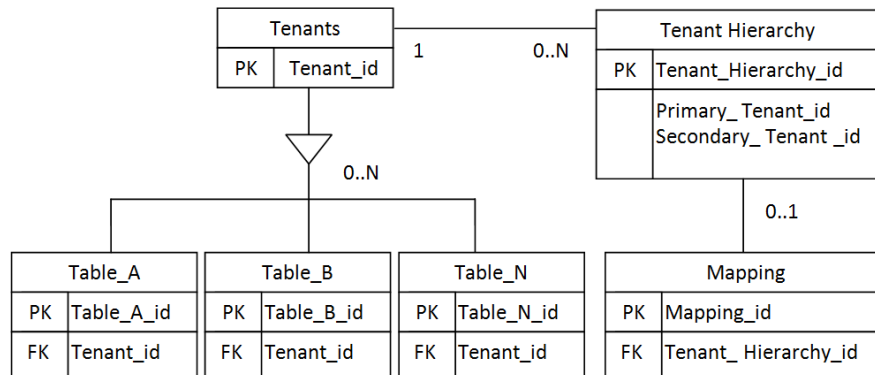 Tenants
PK Tenant_id
1
0..N
Tenant Hierarchy
PK Tenant_Hierarchy_id
Primary_ Tenant_id
Secondary_ Tenant _id
0..N
0..1
Table_A
PK Table_A_id
FK Tenant_id
Table_B
PK Table_B_id
FK Tenant_id
Table_N
PK Table_N_id
FK Tenant_id
Mapping
PK Mapping_id
FK Tenant_ Hierarchy_id